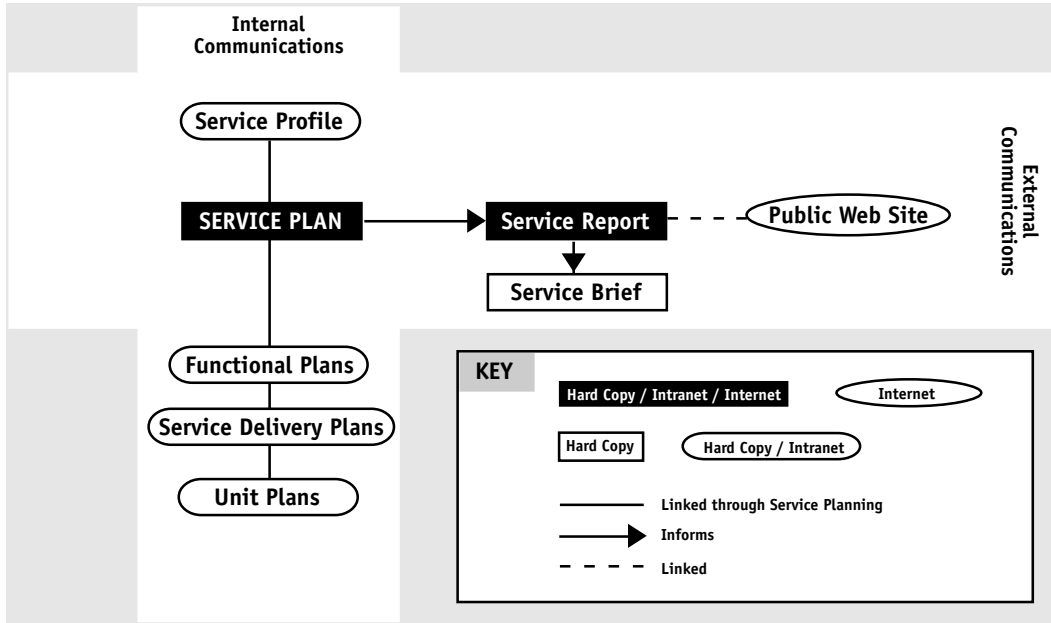 Internal
Communications
Service Profile
External
Communications
SERVICE PLAN
Service Report
Public Web Site
Service Brief
Functional Plans
Service Delivery Plans
Unit Plans
KEY
Hard Copy / Intranet / Internet
Internet
Hard Copy
Hard Copy / Intranet
Linked through Service Planning
Informs
Linked